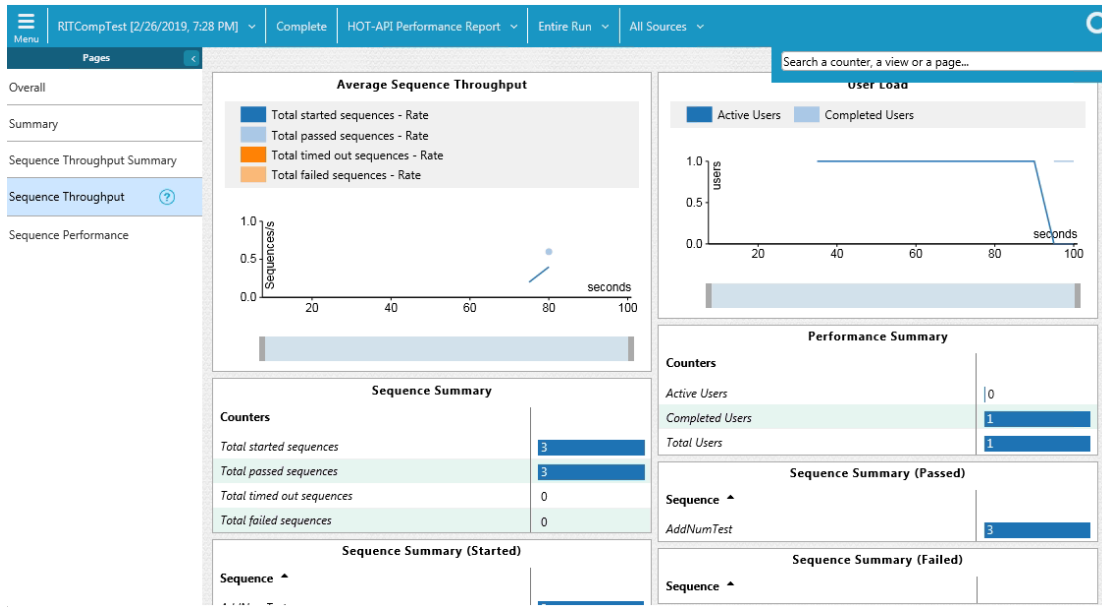 RITCompTest [2/26/2019, 7:28 PM]
Complete
HOT-API Performance Report
Entire Run
All Sources
Menu
Pages
Search a counter, a view or a page...
Overall
Summary
Sequence Throughput Summary
Sequence Throughput
?
Sequence Performance
Average Sequence Throughput
Total started sequences - Rate
Total passed sequences - Rate
Total timed out sequences - Rate
Total failed sequences - Rate
1.0
0.5
0.0
Sequences/s
seconds
20 40 60 80 100
Sequence Summary
Counters
Total started sequences 3
Total passed sequences 3
Total timed out sequences 0
Total failed sequences 0
Sequence Summary (Started)
Sequence
User Load
Active Users Completed Users
1.0
0.5
0.0
users
seconds
20 40 60 80 100
Performance Summary
Counters
Active Users 0
Completed Users 1
Total Users 1
Sequence Summary (Passed)
Sequence
AddNumTest 3
Sequence Summary (Failed)
Sequence